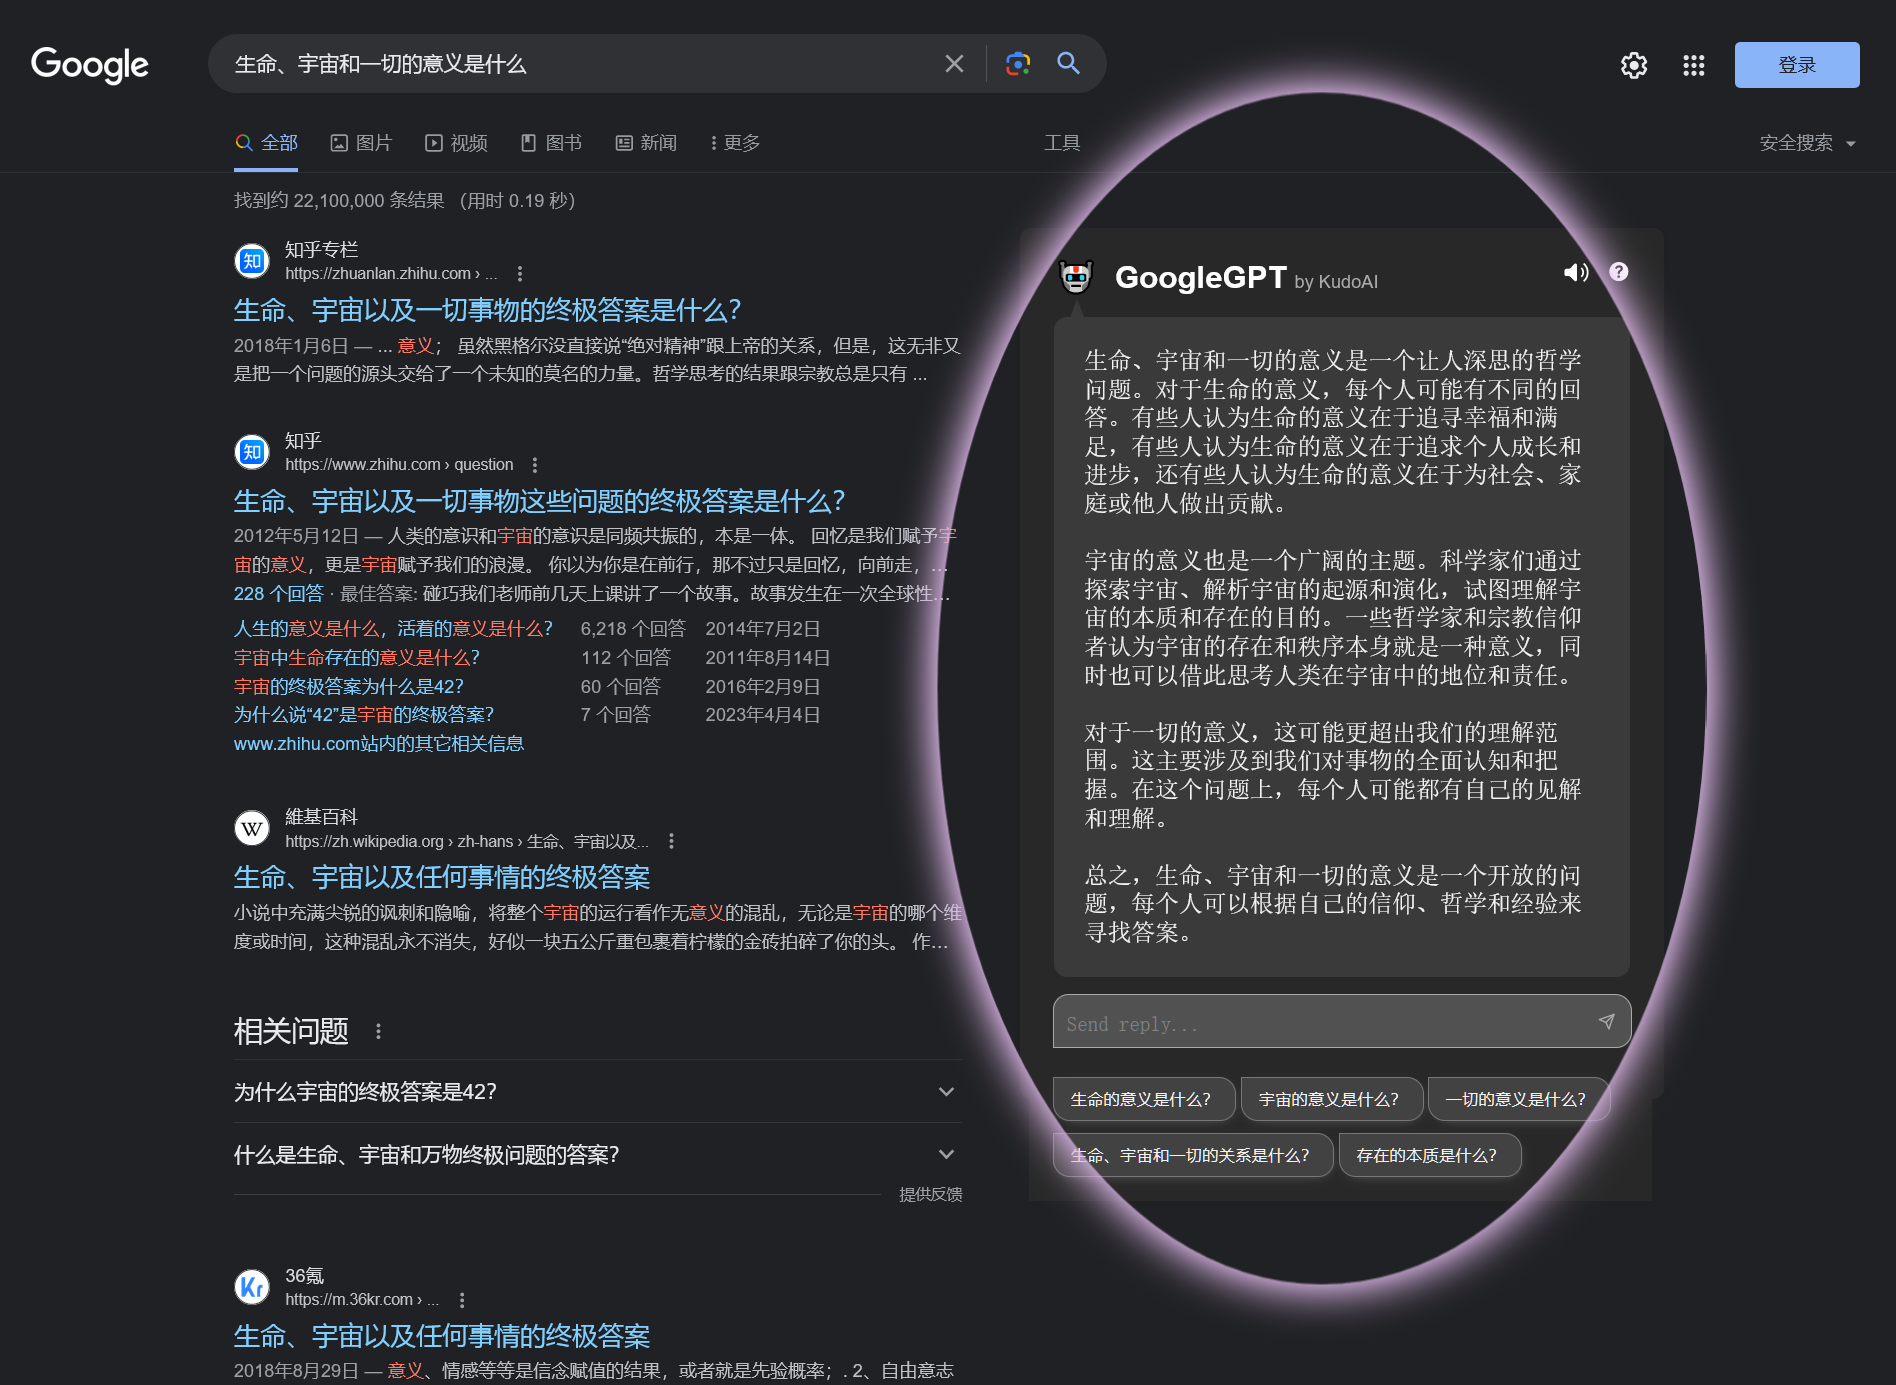 Google
生命、宇宙和一切的意义是什么
登录
全部
图片
视频
图书
新闻
更多
工具
安全搜索
找到约 22,100,000 条结果 （用时 0.19 秒）
知乎专栏
https://zhuanlan.zhihu.com › ...
生命、宇宙以及一切事物的终极答案是什么？
2018年1月6日 — ... 意义； 虽然黑格尔没直接说“绝对精神”跟上帝的关系，但是，这无非又
是把一个问题的源头交给了一个未知的莫名的力量。哲学思考的结果跟宗教总是只有 ...
知乎
https://www.zhihu.com › question
生命、宇宙以及一切事物这些问题的终极答案是什么？
2012年5月12日 — 人类的意识和宇宙的意识是同频共振的，本是一体。 回忆是我们赋予宇
宙的意义，更是宇宙赋予我们的浪漫。 你以为你是在前行，那不过只是回忆，向前走，...
228 个回答 · 最佳答案: 碰巧我们老师前几天上课讲了一个故事。故事发生在一次全球性...
人生的意义是什么，活着的意义是什么？ 6,218 个回答 2014年7月2日
宇宙中生命存在的意义是什么？ 112 个回答 2011年8月14日
宇宙的终极答案为什么是42？ 60 个回答 2016年2月9日
为什么说“42”是宇宙的终极答案？ 7 个回答 2023年4月4日
www.zhihu.com站内的其它相关信息
知
知
W
維基百科
https://zh.wikipedia.org › zh-hans › 生命、宇宙以及...
生命、宇宙以及任何事情的终极答案
小说中充满尖锐的讽刺和隐喻，将整个宇宙的运行看作无意义的混乱，无论是宇宙的哪个维
度或时间，这种混乱永不消失，好似一块五公斤重包裹着柠檬的金砖拍碎了你的头。 作...
相关问题
为什么宇宙的终极答案是42？
什么是生命、宇宙和万物终极问题的答案？
提供反馈
Kr
36氪
https://m.36kr.com › ...
生命、宇宙以及任何事情的终极答案
2018年8月29日 — 意义、情感等等是信念赋值的结果，或者就是先验概率；. 2、自由意志
GoogleGPT by KudoAI
生命、宇宙和一切的意义是一个让人深思的哲学
问题。对于生命的意义，每个人可能有不同的回
答。有些人认为生命的意义在于追寻幸福和满
足，有些人认为生命的意义在于追求个人成长和
进步，还有些人认为生命的意义在于为社会、家
庭或他人做出贡献。
宇宙的意义也是一个广阔的主题。科学家们通过
探索宇宙、解析宇宙的起源和演化，试图理解宇
宙的本质和存在的目的。一些哲学家和宗教信仰
者认为宇宙的存在和秩序本身就是一种意义，同
时也可以借此思考人类在宇宙中的地位和责任。
对于一切的意义，这可能更超出我们的理解范
围。这主要涉及到我们对事物的全面认知和把
握。在这个问题上，每个人可能都有自己的见解
和理解。
总之，生命、宇宙和一切的意义是一个开放的问
题，每个人可以根据自己的信仰、哲学和经验来
寻找答案。
Send reply...
生命的意义是什么？
宇宙的意义是什么？
一切的意义是什么？
生命、宇宙和一切的关系是什么？
存在的本质是什么？